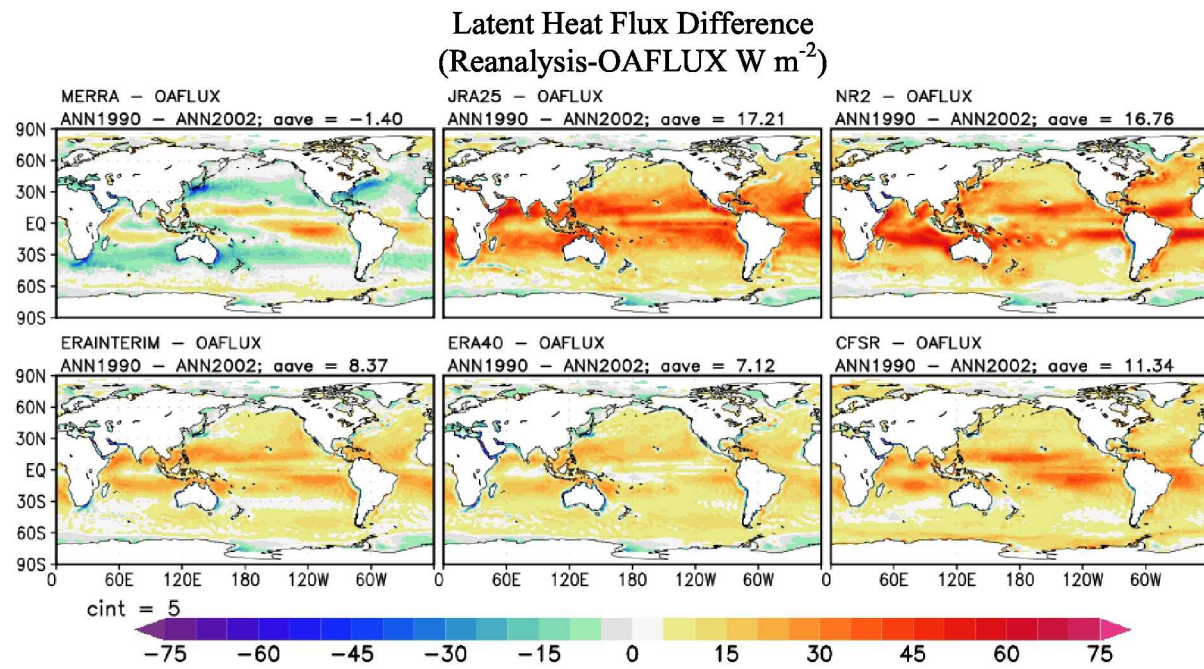 Latent Heat Flux Difference
(Reanalysis-OAFLUX W m⁻²)
MERRA – OAFLUX
ANN1990 – ANN2002; aave = −1.40
JRA25 – OAFLUX
ANN1990 – ANN2002; aave = 17.21
NR2 – OAFLUX
ANN1990 – ANN2002; aave = 16.76
90N
60N
30N
EQ
30S
60S
90S
ERAINTERIM – OAFLUX
ANN1990 – ANN2002; aave = 8.37
ERA40 – OAFLUX
ANN1990 – ANN2002; aave = 7.12
CFSR – OAFLUX
ANN1990 – ANN2002; aave = 11.34
90N
60N
30N
EQ
30S
60S
90S
0 60E 120E 180 120W 60W 0 60E 120E 180 120W 60W 0 60E 120E 180 120W 60W
cint = 5
−75 −60 −45 −30 −15 0 15 30 45 60 75